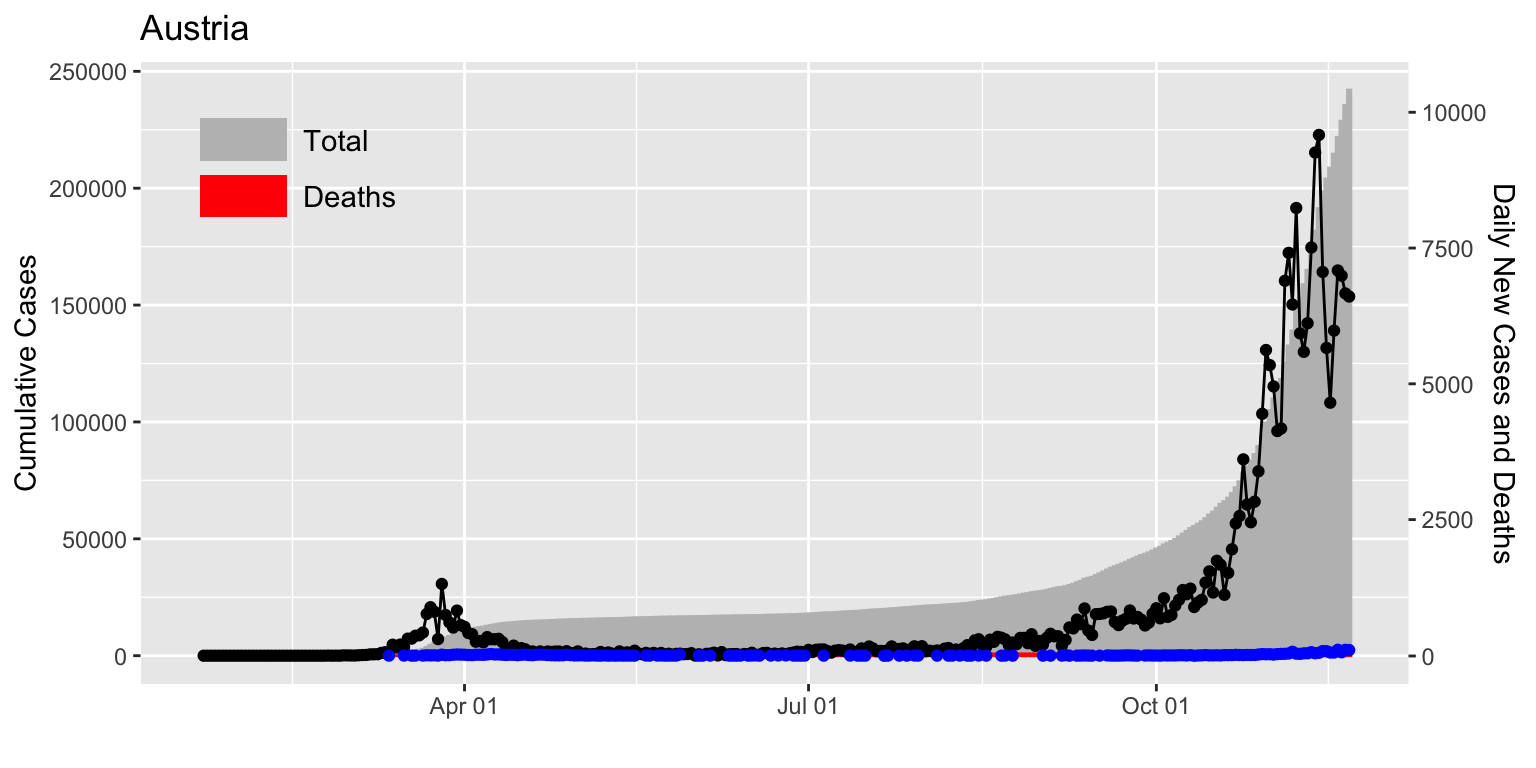 Austria
250000
200000
150000
100000
50000
0
Cumulative Cases
Total
Deaths
10000
7500
5000
2500
0
Daily New Cases and Deaths
Apr 01
Jul 01
Oct 01